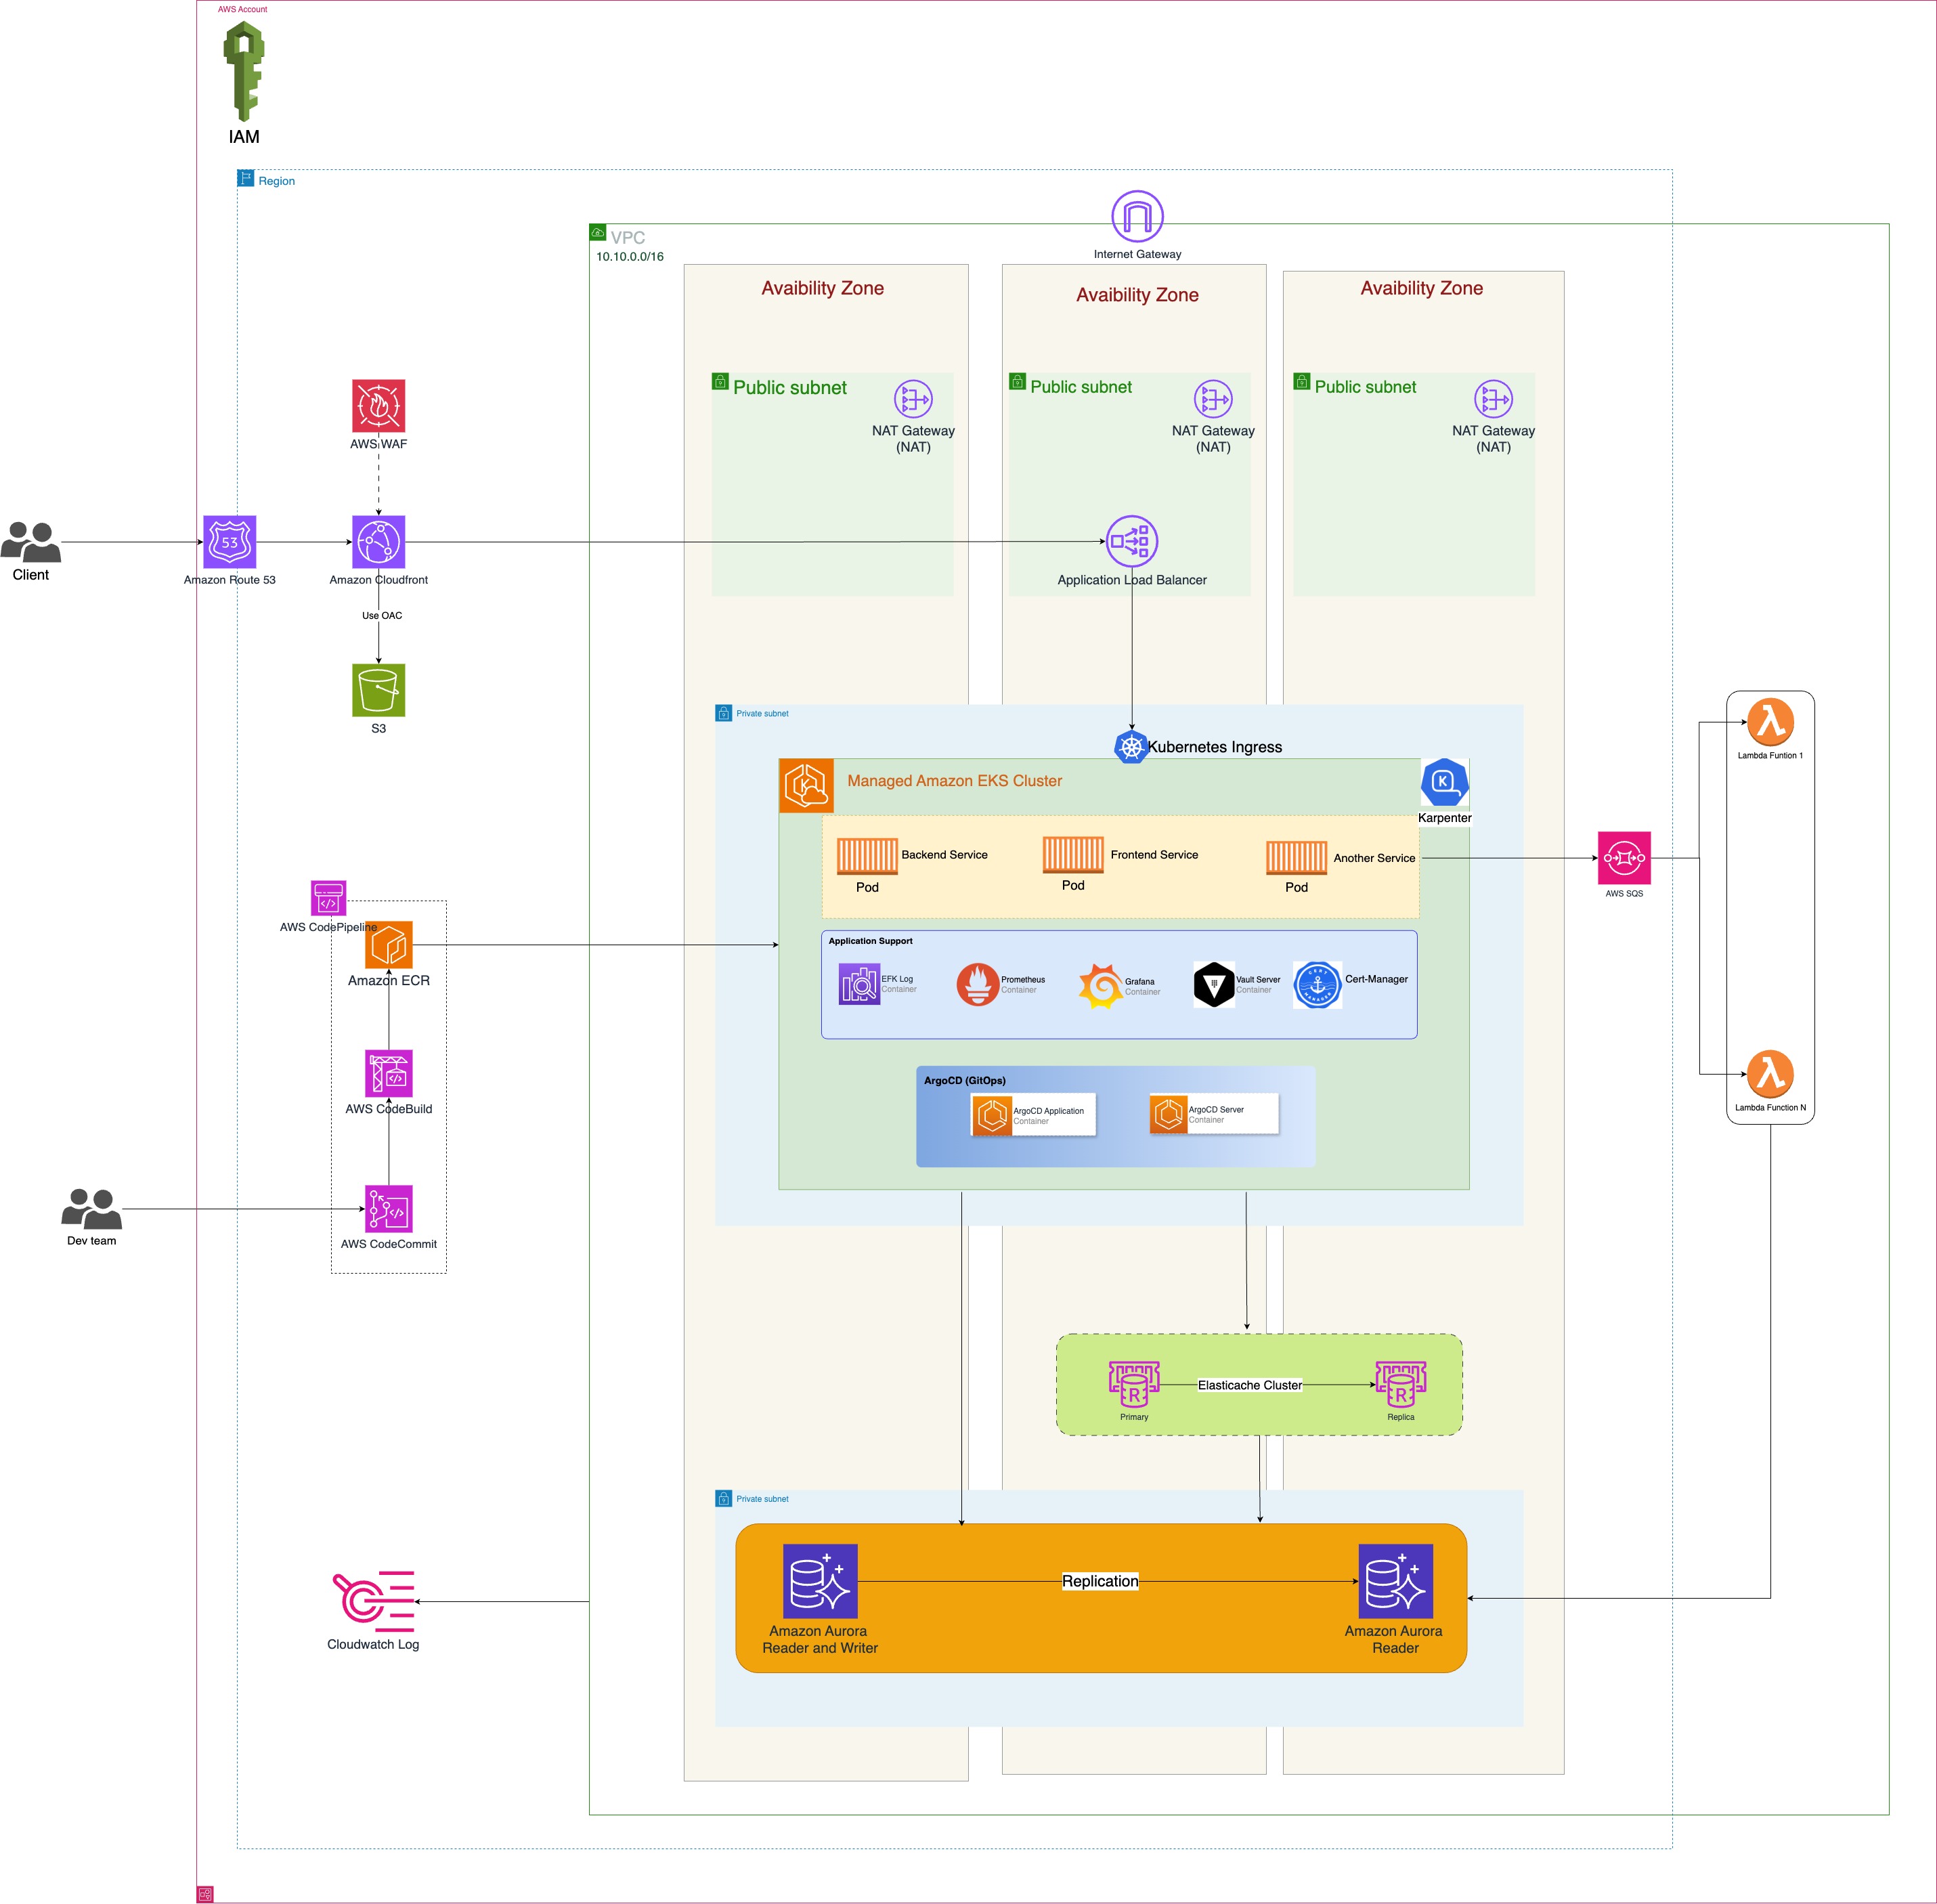 AWS Account
IAM
Region
Internet Gateway
VPC
10.10.0.0/16
Avaibility Zone
Avaibility Zone
Avaibility Zone
Public subnet
NAT Gateway
(NAT)
Public subnet
NAT Gateway
(NAT)
Public subnet
NAT Gateway
(NAT)
AWS WAF
Client
53
Amazon Route 53
Amazon Cloudfront
Application Load Balancer
Use OAC
S3
Private subnet
Kubernetes Ingress
Managed Amazon EKS Cluster
K
K
Karpenter
Backend Service
Pod
Frontend Service
Pod
Another Service
Pod
AWS SQS
Lambda Funtion 1
Lambda Function N
AWS CodePipeline
Amazon ECR
AWS CodeBuild
AWS CodeCommit
Dev team
Application Support
EFK Log
Container
Prometheus
Container
Grafana
Container
Vault Server
Container
CERT
MANAGER
Cert-Manager
ArgoCD (GitOps)
ArgoCD Application
Container
ArgoCD Server
Container
R
Primary
Elasticache Cluster
R
Replica
Private subnet
Amazon Aurora
Reader and Writer
Replication
Amazon Aurora
Reader
Cloudwatch Log